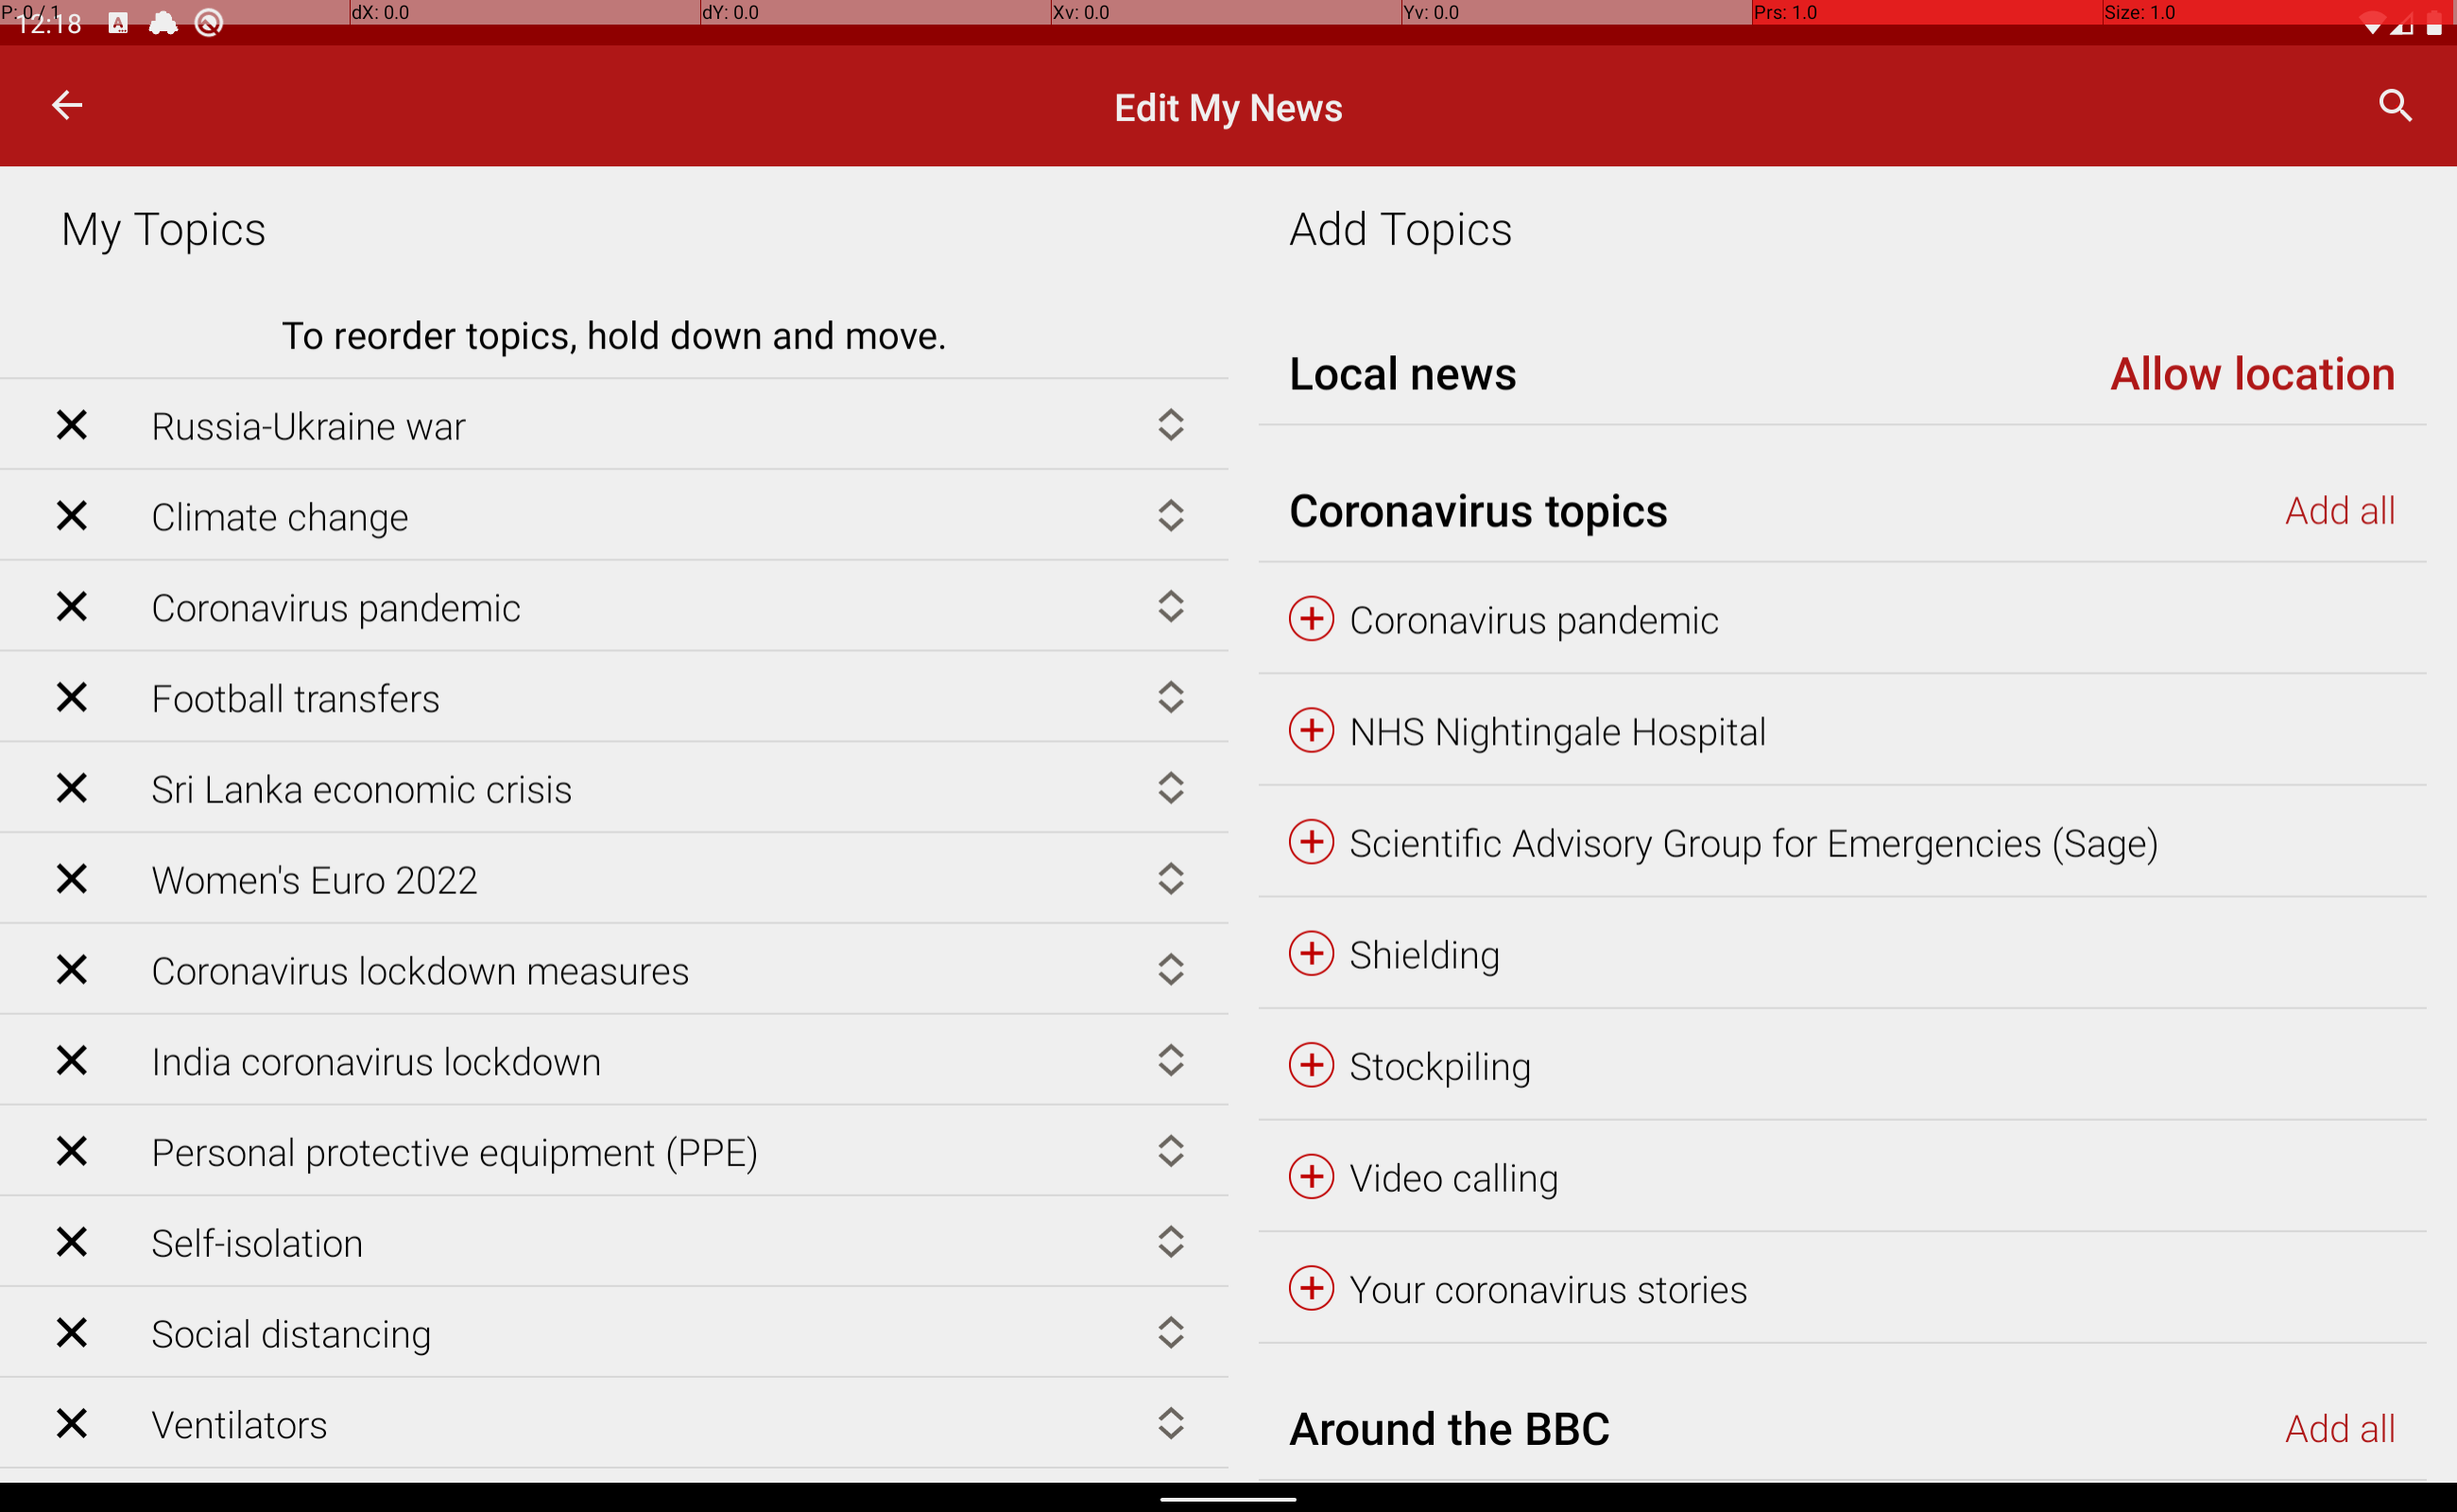 P: 0 / 1 dX: 0.0 dY: 0.0 Xv: 0.0 Yv: 0.0 Prs: 1.0 Size: 1.0
12:18
Edit My News
My Topics
To reorder topics, hold down and move.
Russia-Ukraine war
Climate change
Coronavirus pandemic
Football transfers
Sri Lanka economic crisis
Women's Euro 2022
Coronavirus lockdown measures
India coronavirus lockdown
Personal protective equipment (PPE)
Self-isolation
Social distancing
Ventilators
Add Topics
Local news Allow location
Coronavirus topics Add all
Coronavirus pandemic
NHS Nightingale Hospital
Scientific Advisory Group for Emergencies (Sage)
Shielding
Stockpiling
Video calling
Your coronavirus stories
Around the BBC Add all